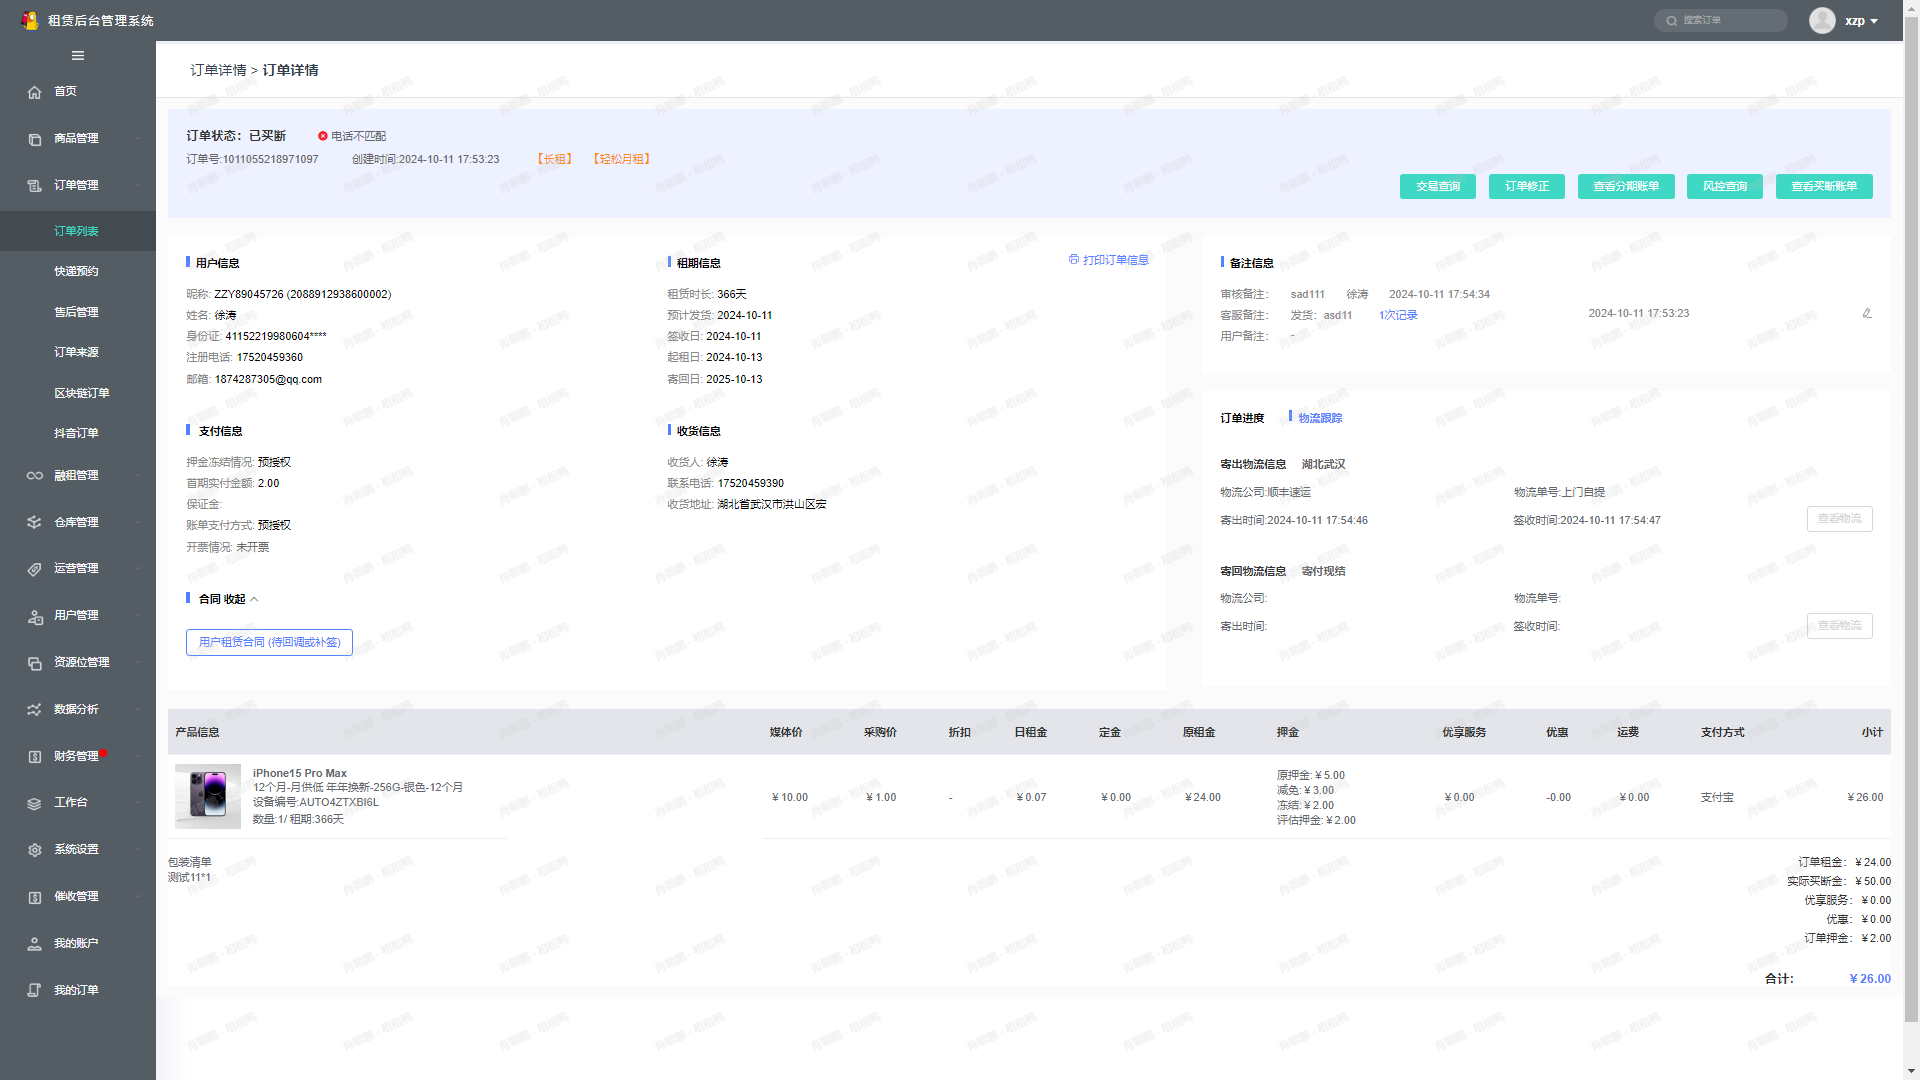 租赁后台管理系统
搜索订单
xzp
首页
商品管理
订单管理
订单列表
快递预约
售后管理
订单来源
区块链订单
抖音订单
融租管理
仓库管理
运营管理
用户管理
资源位管理
数据分析
财务管理
工作台
系统设置
催收管理
我的账户
我的订单
订单详情 > 订单详情
订单状态：已买断 电话不匹配
订单号:1011055218971097 创建时间:2024-10-11 17:53:23 【长租】 【轻松月租】
交易查询 订单修正 查看分期账单 风控查询 查看买断账单
用户信息
昵称: ZZY89045726 (2088912938600002)
姓名: 徐涛
身份证: 41152219980604****
注册电话: 17520459360
邮箱: 1874287305@qq.com
租期信息
打印订单信息
租赁时长: 366天
预计发货: 2024-10-11
签收日: 2024-10-11
起租日: 2024-10-13
寄回日: 2025-10-13
支付信息
押金冻结情况: 预授权
首期实付金额: 2.00
保证金:
账单支付方式: 预授权
开票情况: 未开票
收货信息
收货人: 徐涛
联系电话: 17520459390
收货地址: 湖北省武汉市洪山区宏
合同 收起
用户租赁合同 (待回调或补签)
备注信息
审核备注： sad111 徐涛 2024-10-11 17:54:34
客服备注： 发货：asd11 1次记录 2024-10-11 17:53:23
用户备注： -
订单进度 物流跟踪
寄出物流信息 湖北武汉
物流公司:顺丰速运 物流单号:上门自提
寄出时间:2024-10-11 17:54:46 签收时间:2024-10-11 17:54:47
查看物流
寄回物流信息 寄付现结
物流公司: 物流单号:
寄出时间: 签收时间:
查看物流
产品信息 媒体价 采购价 折扣 日租金 定金 原租金 押金 优享服务 优惠 运费 支付方式 小计
iPhone15 Pro Max
12个月-月供低 年年换新-256G-银色-12个月
设备编号:AUTO4ZTXBI6L
数量:1/ 租期:366天
￥10.00 ￥1.00 - ￥0.07 ￥0.00 ￥24.00
原押金:￥5.00
减免:￥3.00
冻结:￥2.00
评估押金:￥2.00
￥0.00 -0.00 ￥0.00 支付宝 ￥26.00
包装清单
测试11*1
订单租金：￥24.00
实际买断金：￥50.00
优享服务：￥0.00
优惠：￥0.00
订单押金：￥2.00
合计： ￥26.00